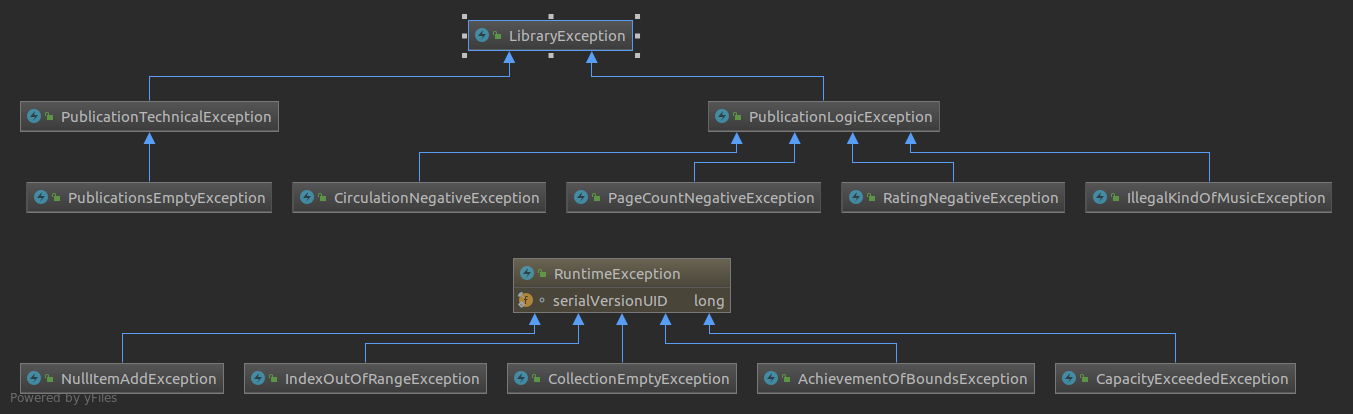 LibraryException
PublicationTechnicalException
PublicationLogicException
PublicationsEmptyException
CirculationNegativeException
PageCountNegativeException
RatingNegativeException
IllegalKindOfMusicException
RuntimeException
f serialVersionUID long
NullItemAddException
IndexOutOfRangeException
CollectionEmptyException
AchievementOfBoundsException
CapacityExceededException
Powered by yFiles